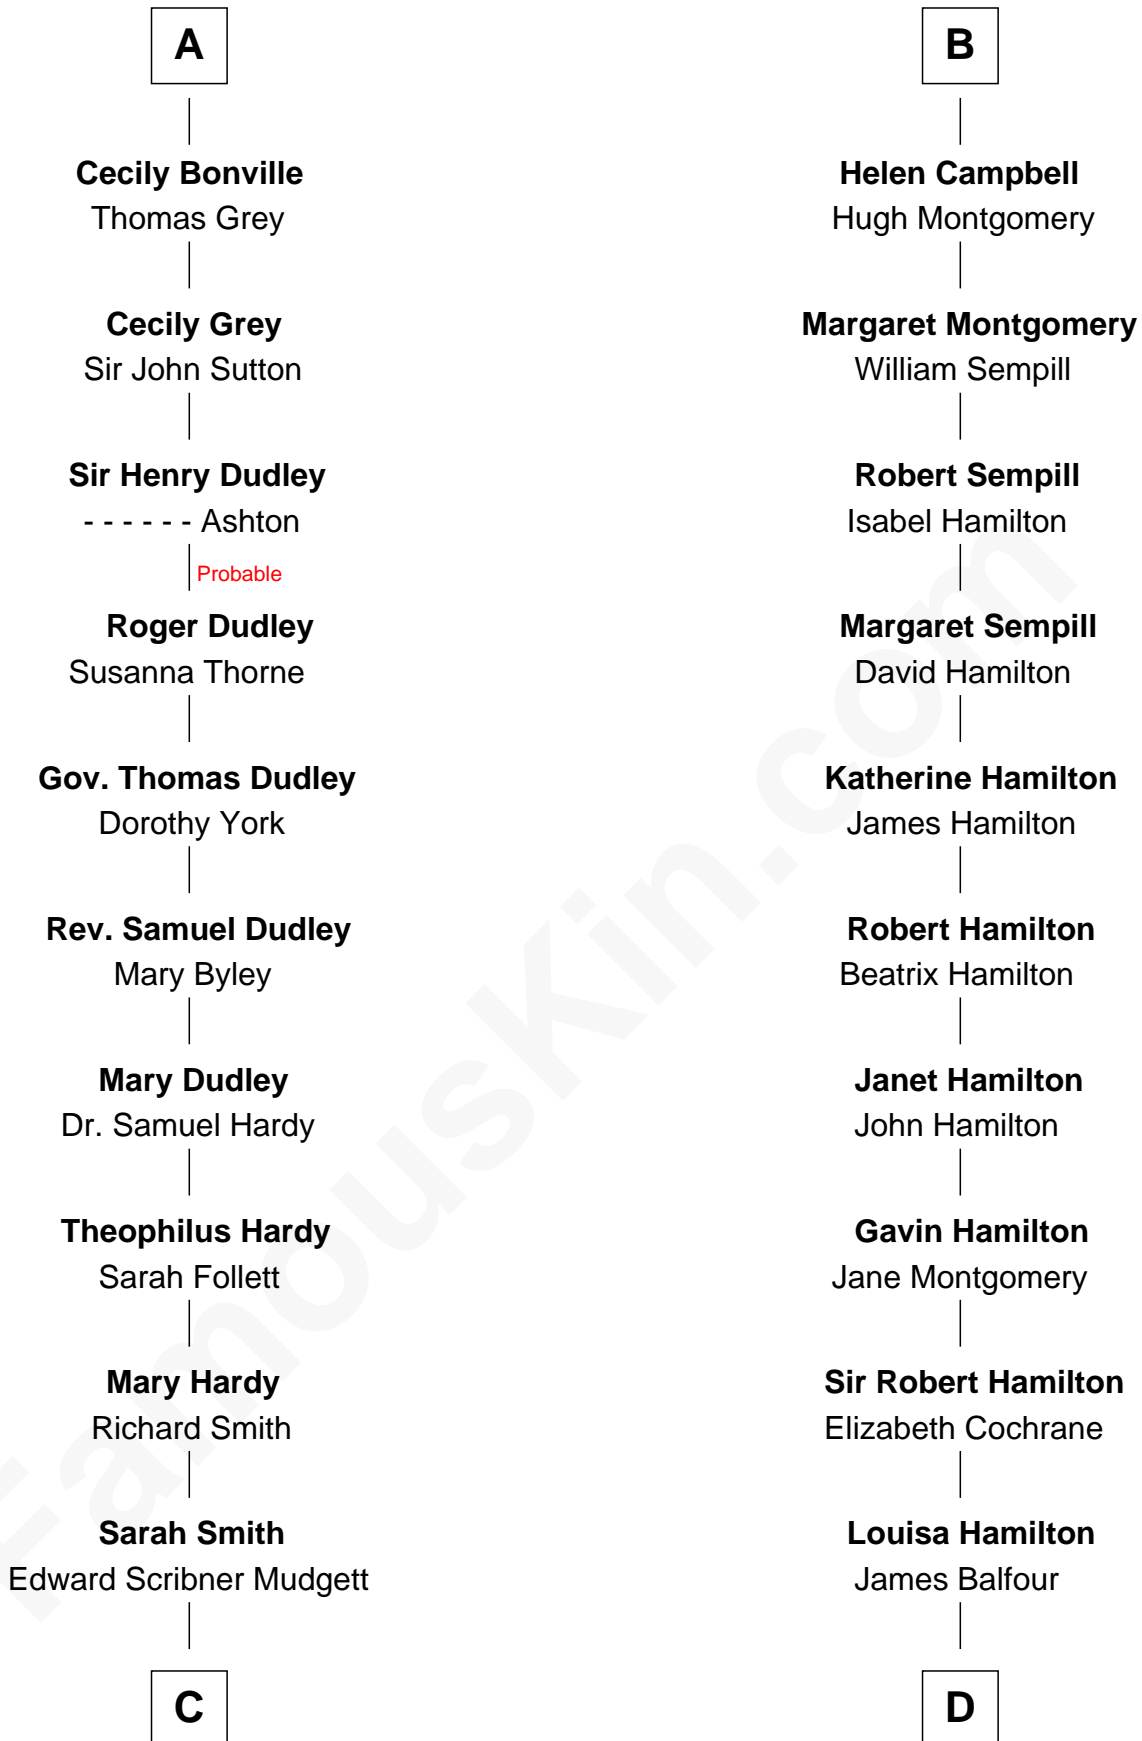 A
Cecily Bonville
Thomas Grey
Cecily Grey
Sir John Sutton
Sir Henry Dudley
- - - - - - Ashton
Probable
Roger Dudley
Susanna Thorne
Gov. Thomas Dudley
Dorothy York
Rev. Samuel Dudley
Mary Byley
Mary Dudley
Dr. Samuel Hardy
Theophilus Hardy
Sarah Follett
Mary Hardy
Richard Smith
Sarah Smith
Edward Scribner Mudgett
C
B
Helen Campbell
Hugh Montgomery
Margaret Montgomery
William Sempill
Robert Sempill
Isabel Hamilton
Margaret Sempill
David Hamilton
Katherine Hamilton
James Hamilton
Robert Hamilton
Beatrix Hamilton
Janet Hamilton
John Hamilton
Gavin Hamilton
Jane Montgomery
Sir Robert Hamilton
Elizabeth Cochrane
Louisa Hamilton
James Balfour
D
FamousKin.com